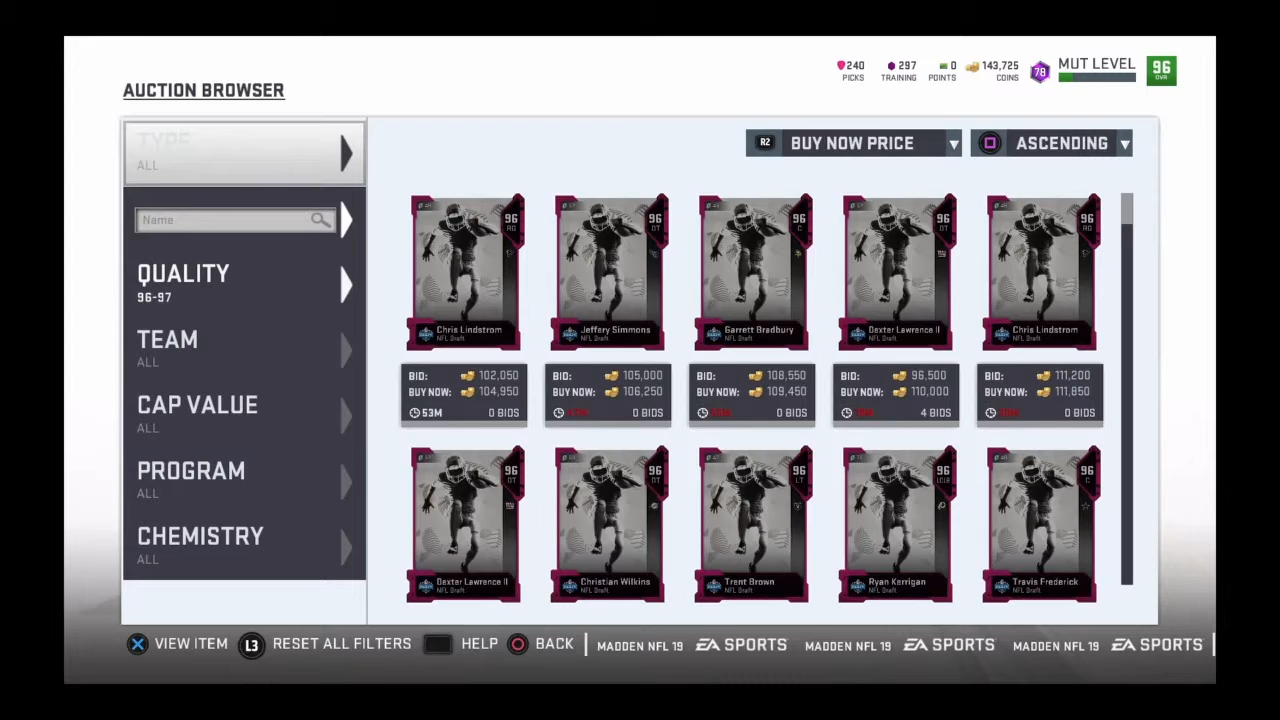 240 297 0 143,725 78 MUT LEVEL 96
PICKS TRAINING POINTS COINS OVR
AUCTION BROWSER
TYPE
ALL
R2 BUY NOW PRICE ASCENDING
Name
QUALITY
96-97
TEAM
ALL
CAP VALUE
ALL
PROGRAM
ALL
CHEMISTRY
ALL
96 96 96 96 96
DT C DT
Chris Lindstrom Jeffery Simmons Garrett Bradbury Dexter Lawrence II Chris Lindstrom
NFL Draft NFL Draft NFL Draft NFL Draft NFL Draft
BID: 102,050 BID: 105,000 BID: 108,550 BID: 96,500 BID: 111,200
BUY NOW: 104,950 BUY NOW: 106,250 BUY NOW: 109,450 BUY NOW: 110,000 BUY NOW: 111,850
53M 0 BIDS 0 BIDS 0 BIDS 4 BIDS 0 BIDS
96 96 96 96 96
DT DT LT C
Dexter Lawrence II Christian Wilkins Trent Brown Ryan Kerrigan Travis Frederick
NFL Draft NFL Draft NFL Draft NFL Draft NFL Draft
VIEW ITEM L3 RESET ALL FILTERS HELP BACK MADDEN NFL 19 EA SPORTS MADDEN NFL 19 EA SPORTS MADDEN NFL 19 EA SPORTS